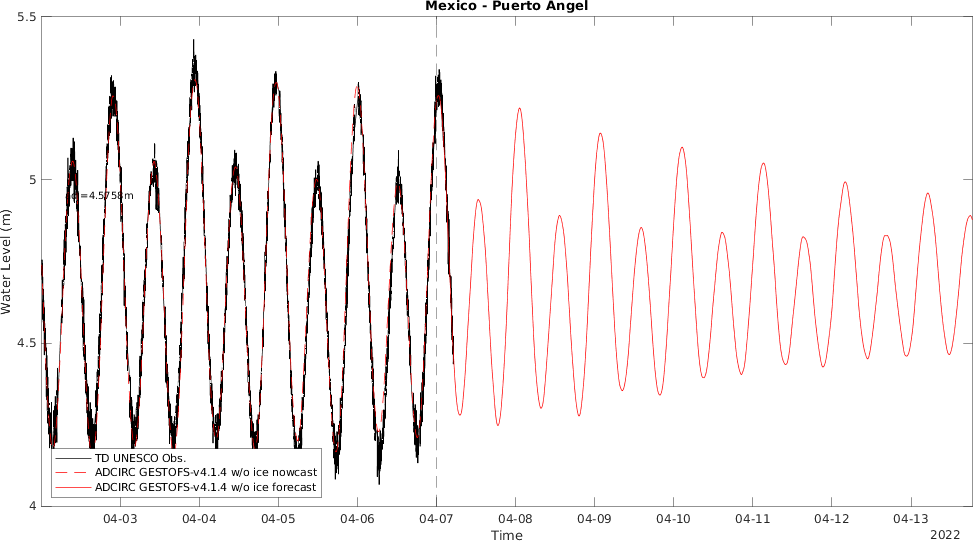 Mexico - Puerto Angel
5.5
5
4.5
4
Water Level (m)
=4.5758m
TD UNESCO Obs.
ADCIRC GESTOFS-v4.1.4 w/o ice nowcast
ADCIRC GESTOFS-v4.1.4 w/o ice forecast
04-03 04-04 04-05 04-06 04-07 04-08 04-09 04-10 04-11 04-12 04-13
Time
2022